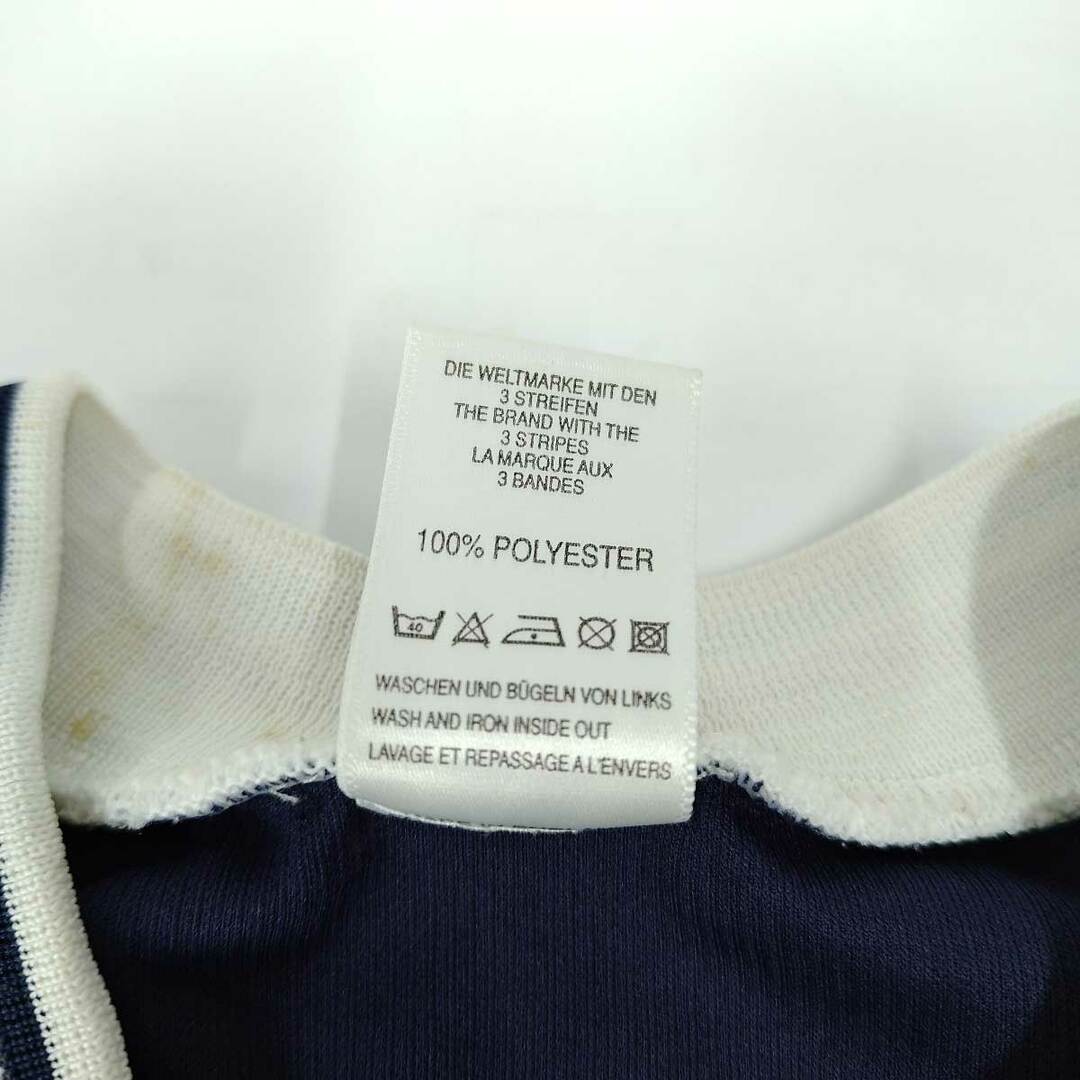 DIE WELTMARKE MIT DEN
3 STREIFEN
THE BRAND WITH THE
3 STRIPES
LA MARQUE AUX
3 BANDES
100% POLYESTER
40
WASCHEN UND BÜGELN VON LINKS
WASH AND IRON INSIDE OUT
LAVAGE ET REPASSAGE A L'ENVERS